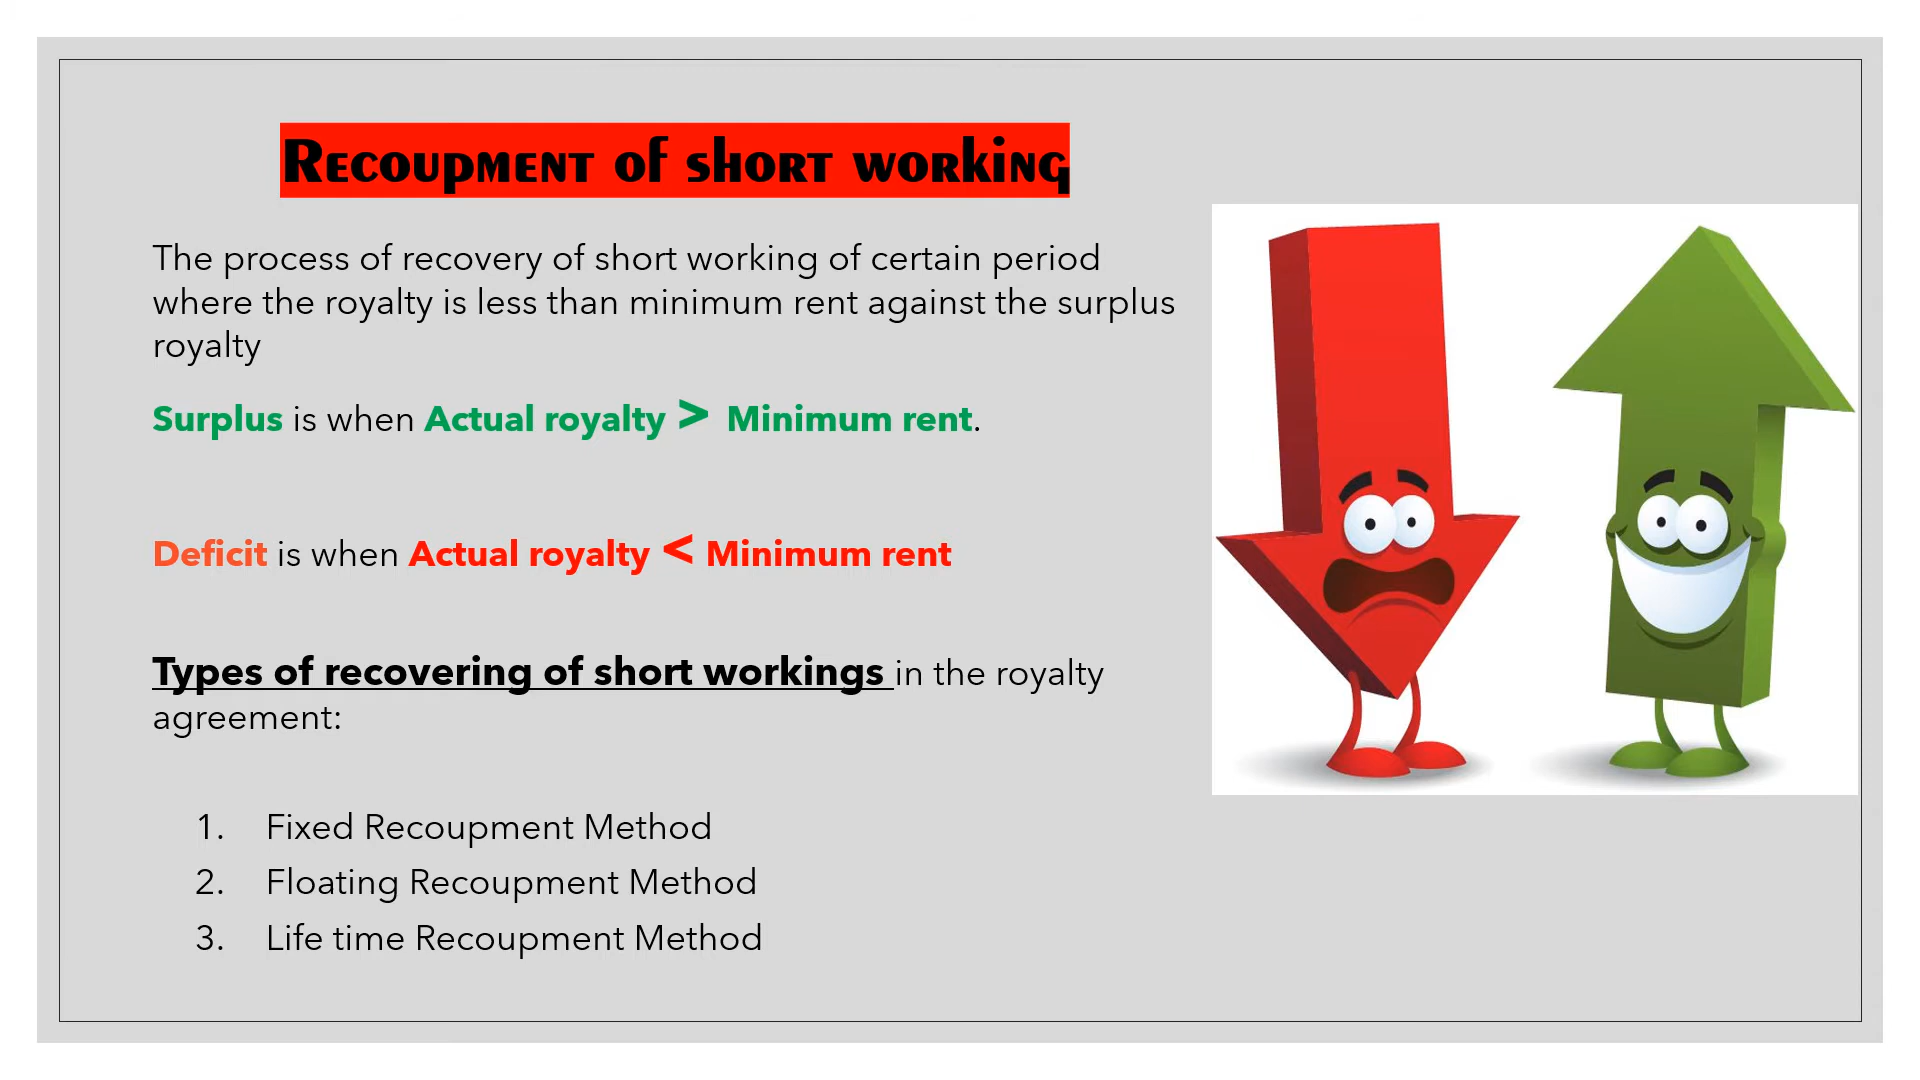 Recoupment of short working
The process of recovery of short working of certain period
where the royalty is less than minimum rent against the surplus
royalty
Surplus is when Actual royalty > Minimum rent.
Deficit is when Actual royalty < Minimum rent
Types of recovering of short workings in the royalty
agreement:
1. Fixed Recoupment Method
2. Floating Recoupment Method
3. Life time Recoupment Method